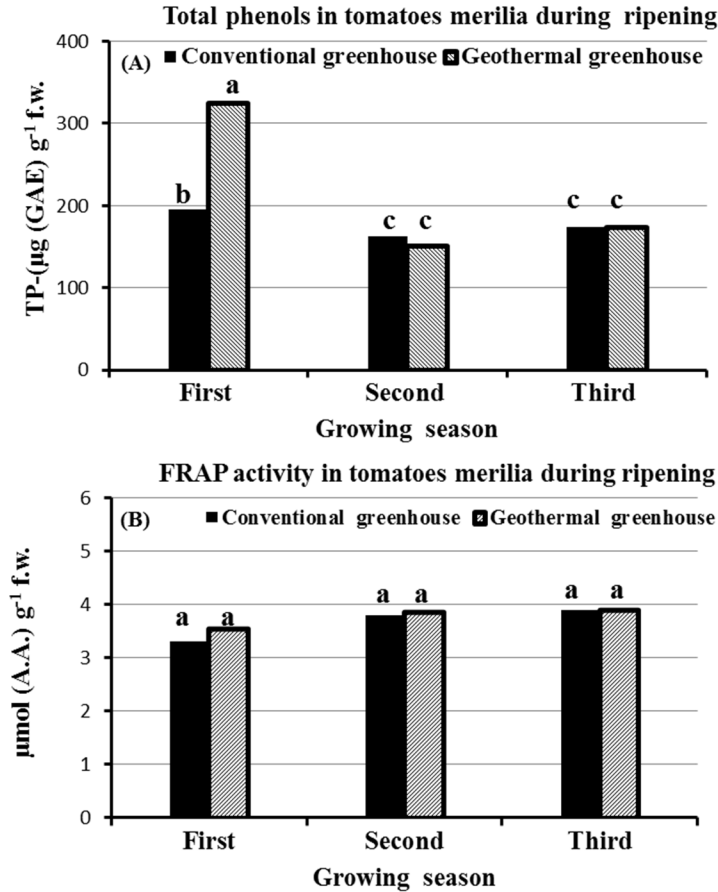 Total phenols in tomatoes merilia during ripening
400
(A) Conventional greenhouse Geothermal greenhouse
a
300
b
200
c c c c
100
0
TP-(µg (GAE) g-1 f.w.
First Second Third
Growing season
FRAP activity in tomatoes merilia during ripening
6
(B) Conventional greenhouse Geothermal greenhouse
5
4
a a a a a a
3
2
1
0
µmol (A.A.) g-1 f.w.
First Second Third
Growing season